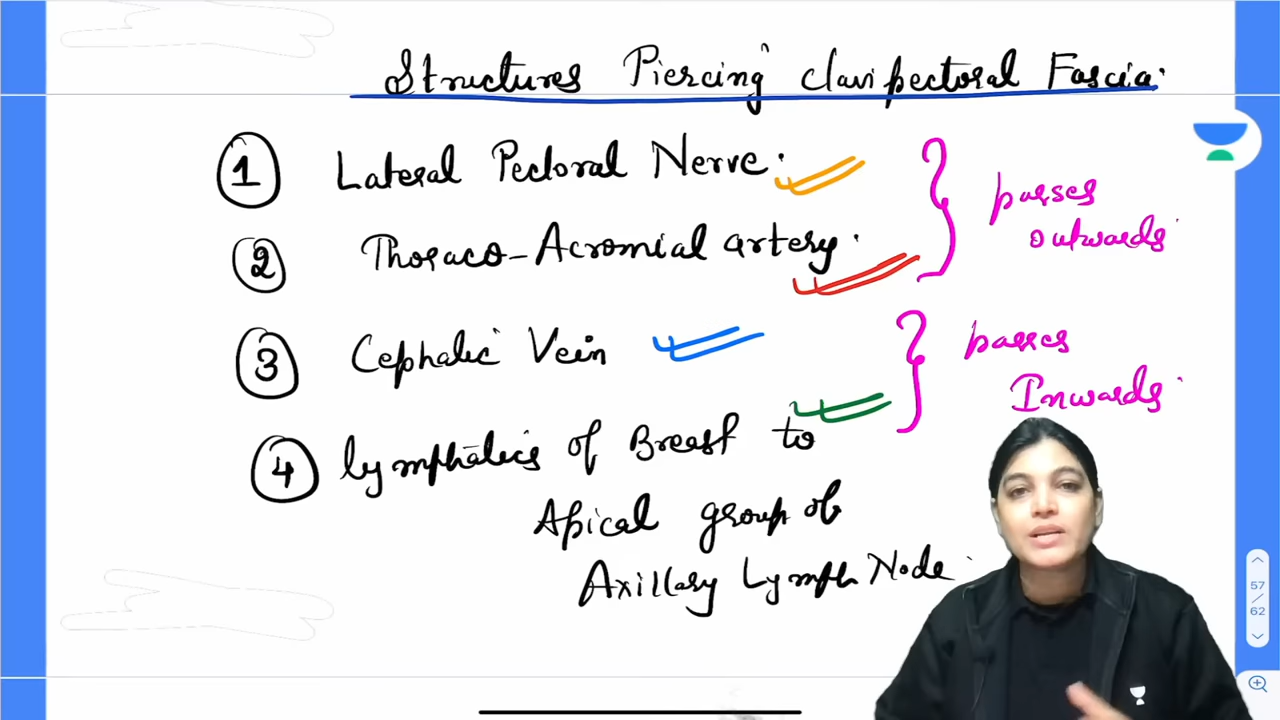 Structures Piercing Clavipectoral Fascia.
1 Lateral Pectoral Nerve.
2 Thoraco-Acromial artery.
passes
outwards
3 Cephalic Vein
passes
Inwards.
4 lymphatics of Breast to
Apical group of
Axillary Lymph Node.
57
/
62